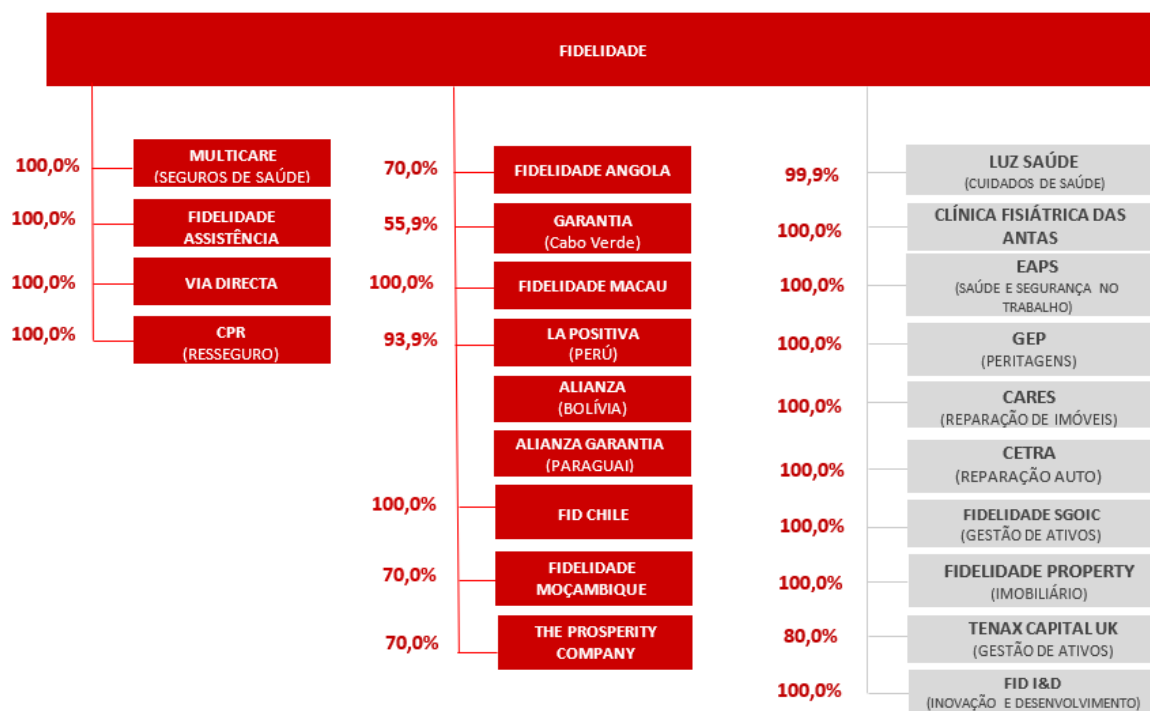 FIDELIDADE
100,0%
MULTICARE
(SEGUROS DE SAÚDE)
100,0%
FIDELIDADE
ASSISTÊNCIA
100,0%
VIA DIRECTA
100,0%
CPR
(RESSEGURO)
70,0%
FIDELIDADE ANGOLA
55,9%
GARANTIA
(Cabo Verde)
100,0%
FIDELIDADE MACAU
93,9%
LA POSITIVA
(PERÚ)
ALIANZA
(BOLÍVIA)
ALIANZA GARANTIA
(PARAGUAI)
100,0%
FID CHILE
70,0%
FIDELIDADE
MOÇAMBIQUE
70,0%
THE PROSPERITY
COMPANY
99,9%
LUZ SAÚDE
(CUIDADOS DE SAÚDE)
100,0%
CLÍNICA FISIÁTRICA DAS
ANTAS
100,0%
EAPS
(SAÚDE E SEGURANÇA NO
TRABALHO)
100,0%
GEP
(PERITAGENS)
100,0%
CARES
(REPARAÇÃO DE IMÓVEIS)
100,0%
CETRA
(REPARAÇÃO AUTO)
100,0%
FIDELIDADE SGOIC
(GESTÃO DE ATIVOS)
100,0%
FIDELIDADE PROPERTY
(IMOBILIÁRIO)
80,0%
TENAX CAPITAL UK
(GESTÃO DE ATIVOS)
100,0%
FID I&D
(INOVAÇÃO E DESENVOLVIMENTO)